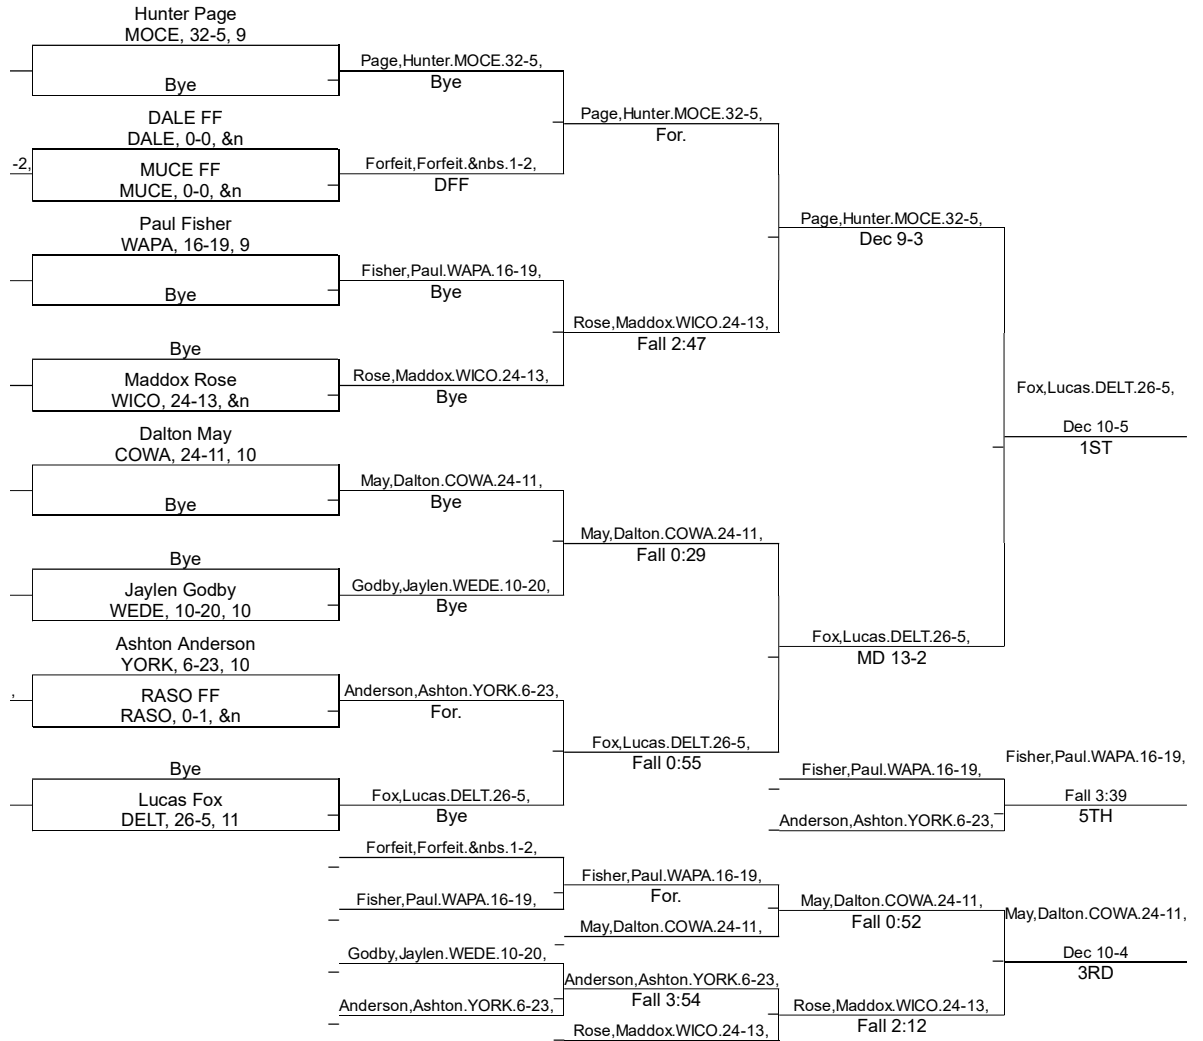 Hunter Page
MOCE, 32-5, 9
Bye
DALE FF
DALE, 0-0, &n
-2,
MUCE FF
MUCE, 0-0, &n
Paul Fisher
WAPA, 16-19, 9
Bye
Bye
Maddox Rose
WICO, 24-13, &n
Dalton May
COWA, 24-11, 10
Bye
Bye
Jaylen Godby
WEDE, 10-20, 10
Ashton Anderson
YORK, 6-23, 10
,
RASO FF
RASO, 0-1, &n
Bye
Lucas Fox
DELT, 26-5, 11
Page,Hunter.MOCE.32-5,
Bye
Forfeit,Forfeit.&nbs.1-2,
DFF
Fisher,Paul.WAPA.16-19,
Bye
Rose,Maddox.WICO.24-13,
Bye
May,Dalton.COWA.24-11,
Bye
Godby,Jaylen.WEDE.10-20,
Bye
Anderson,Ashton.YORK.6-23,
For.
Fox,Lucas.DELT.26-5,
Bye
Page,Hunter.MOCE.32-5,
For.
Rose,Maddox.WICO.24-13,
Fall 2:47
May,Dalton.COWA.24-11,
Fall 0:29
Fox,Lucas.DELT.26-5,
Fall 0:55
Page,Hunter.MOCE.32-5,
Dec 9-3
Fox,Lucas.DELT.26-5,
MD 13-2
Fox,Lucas.DELT.26-5,
Dec 10-5
1ST
Fisher,Paul.WAPA.16-19,
Anderson,Ashton.YORK.6-23,
Fisher,Paul.WAPA.16-19,
Fall 3:39
5TH
Forfeit,Forfeit.&nbs.1-2,
Fisher,Paul.WAPA.16-19,
Godby,Jaylen.WEDE.10-20,
Anderson,Ashton.YORK.6-23,
Fisher,Paul.WAPA.16-19,
For.
May,Dalton.COWA.24-11,
Anderson,Ashton.YORK.6-23,
Fall 3:54
Rose,Maddox.WICO.24-13,
May,Dalton.COWA.24-11,
Fall 0:52
Rose,Maddox.WICO.24-13,
Fall 2:12
May,Dalton.COWA.24-11,
Dec 10-4
3RD